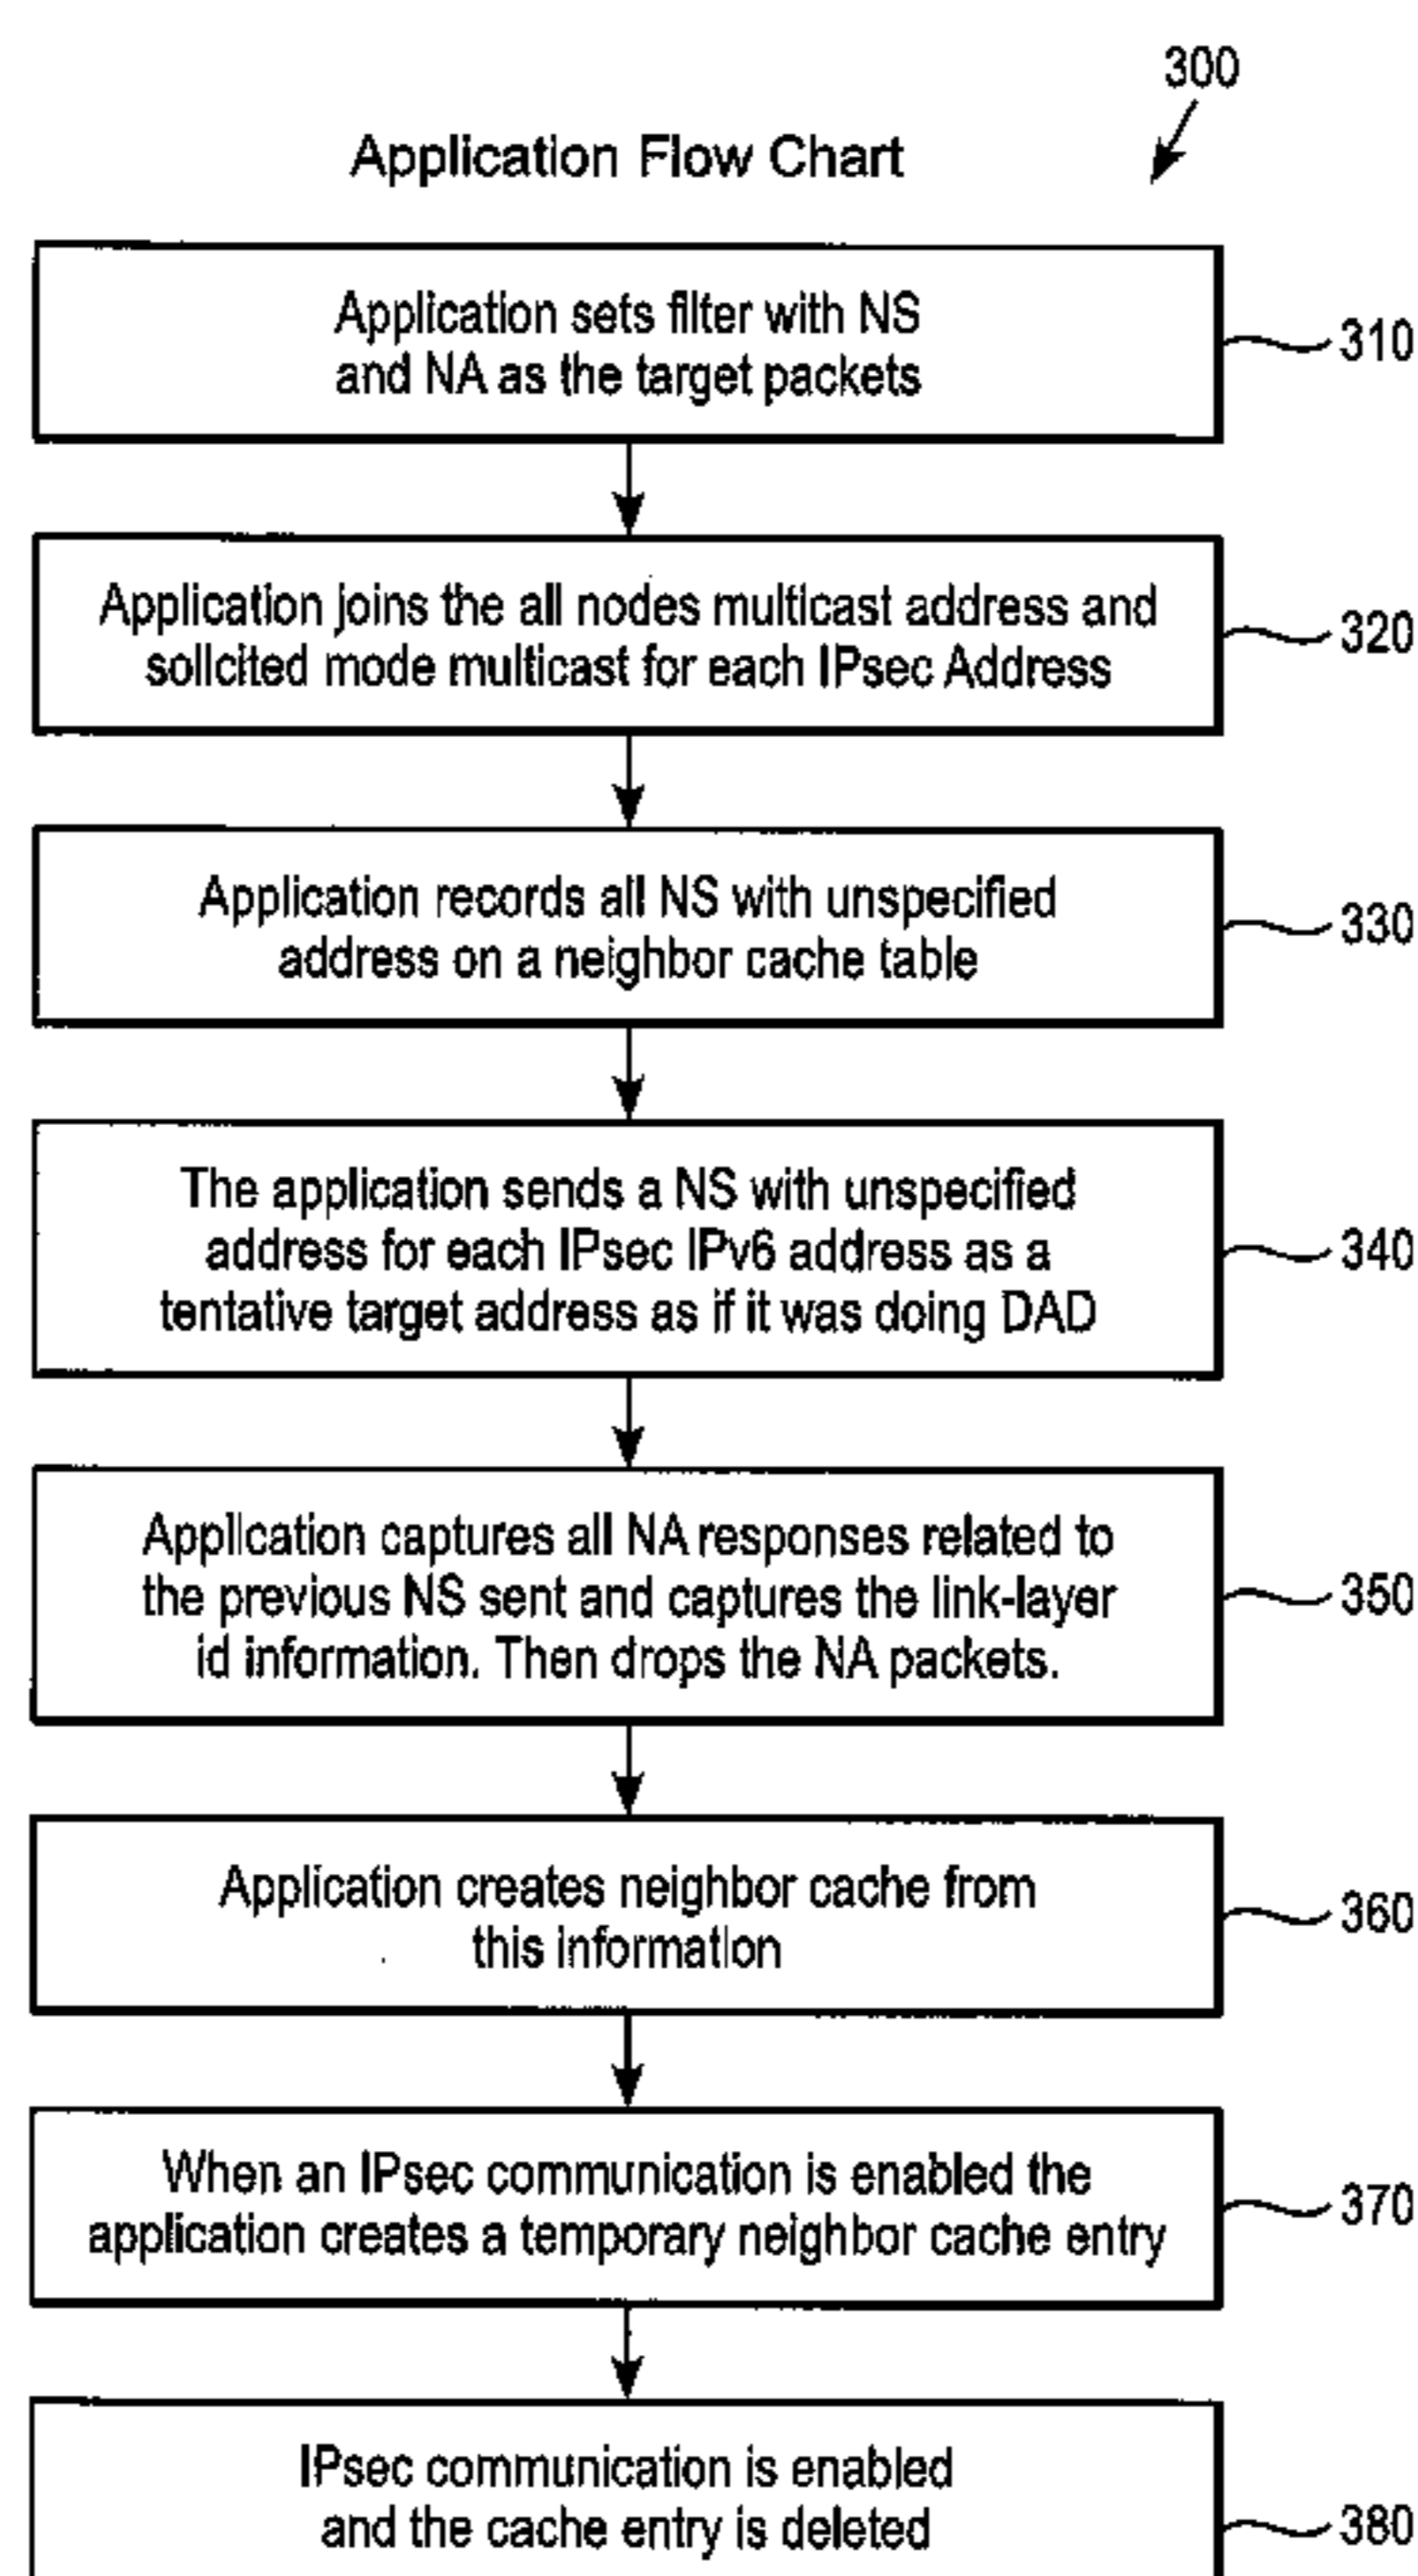 300
Application Flow Chart
Application sets filter with NS
and NA as the target packets
310
Application joins the all nodes multicast address and
solicited mode multicast for each IPsec Address
320
Application records all NS with unspecified
address on a neighbor cache table
330
The application sends a NS with unspecified
address for each IPsec IPv6 address as a
tentative target address as if it was doing DAD
340
Application captures all NA responses related to
the previous NS sent and captures the link-layer
id information. Then drops the NA packets.
350
Application creates neighbor cache from
this information
360
When an IPsec communication is enabled the
application creates a temporary neighbor cache entry
370
IPsec communication is enabled
and the cache entry is deleted
380